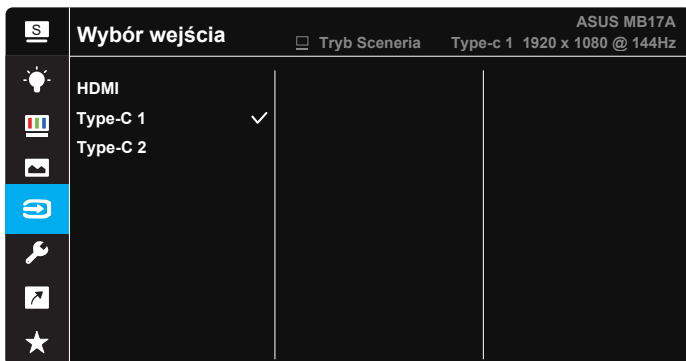 S
Wybór wejścia
ASUS MB17A
Tryb Sceneria
Type-c 1 1920 x 1080 @ 144Hz
HDMI
Type-C 1
Type-C 2